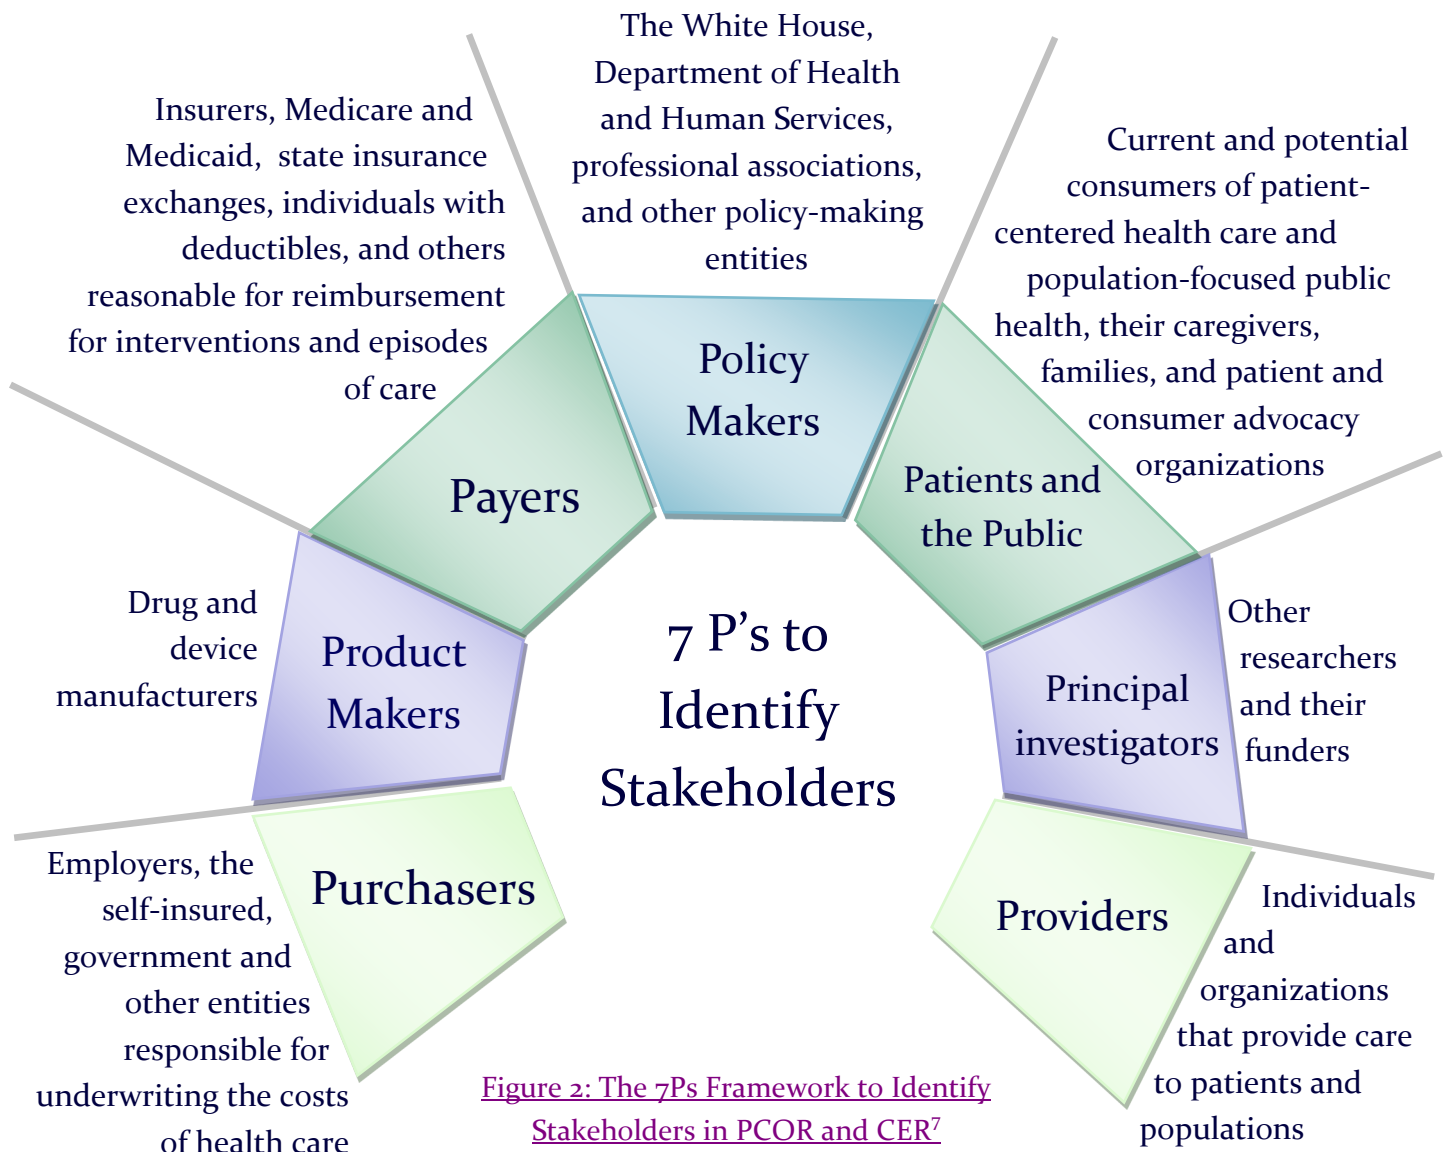 The White House,
Department of Health
and Human Services,
professional associations,
and other policy-making
entities
Insurers, Medicare and
Medicaid, state insurance
exchanges, individuals with
deductibles, and others
reasonable for reimbursement
for interventions and episodes
of care
Current and potential
consumers of patient-
centered health care and
population-focused public
health, their caregivers,
families, and patient and
consumer advocacy
organizations
Policy
Makers
Payers
Patients and
the Public
Drug and
device
manufacturers
Product
Makers
7 P's to
Identify
Stakeholders
Principal
investigators
Other
researchers
and their
funders
Employers, the
self-insured,
government and
other entities
responsible for
underwriting the costs
of health care
Purchasers
Providers
Individuals
and
organizations
that provide care
to patients and
populations
Figure 2: The 7Ps Framework to Identify
Stakeholders in PCOR and CER⁷